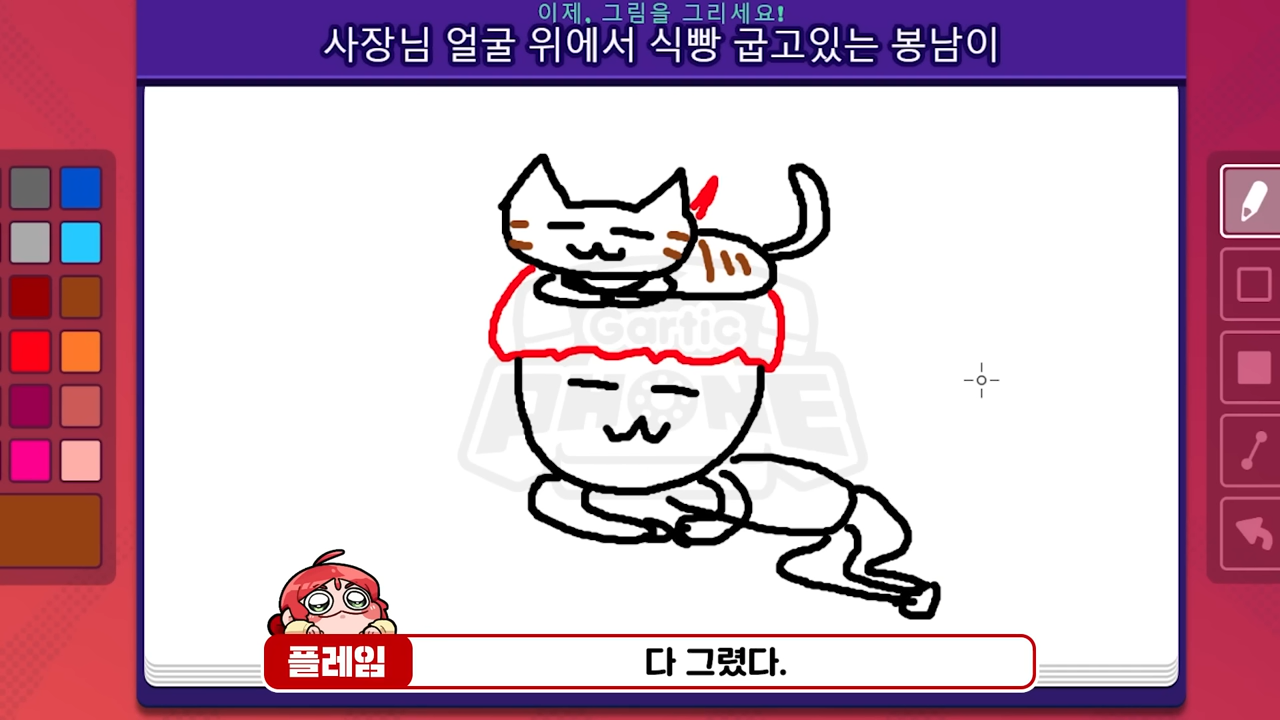 이제, 그림을 그리세요!
사장님 얼굴 위에서 식빵 굽고있는 봉남이
Gartic
PHONE
플레임
다 그렸다.